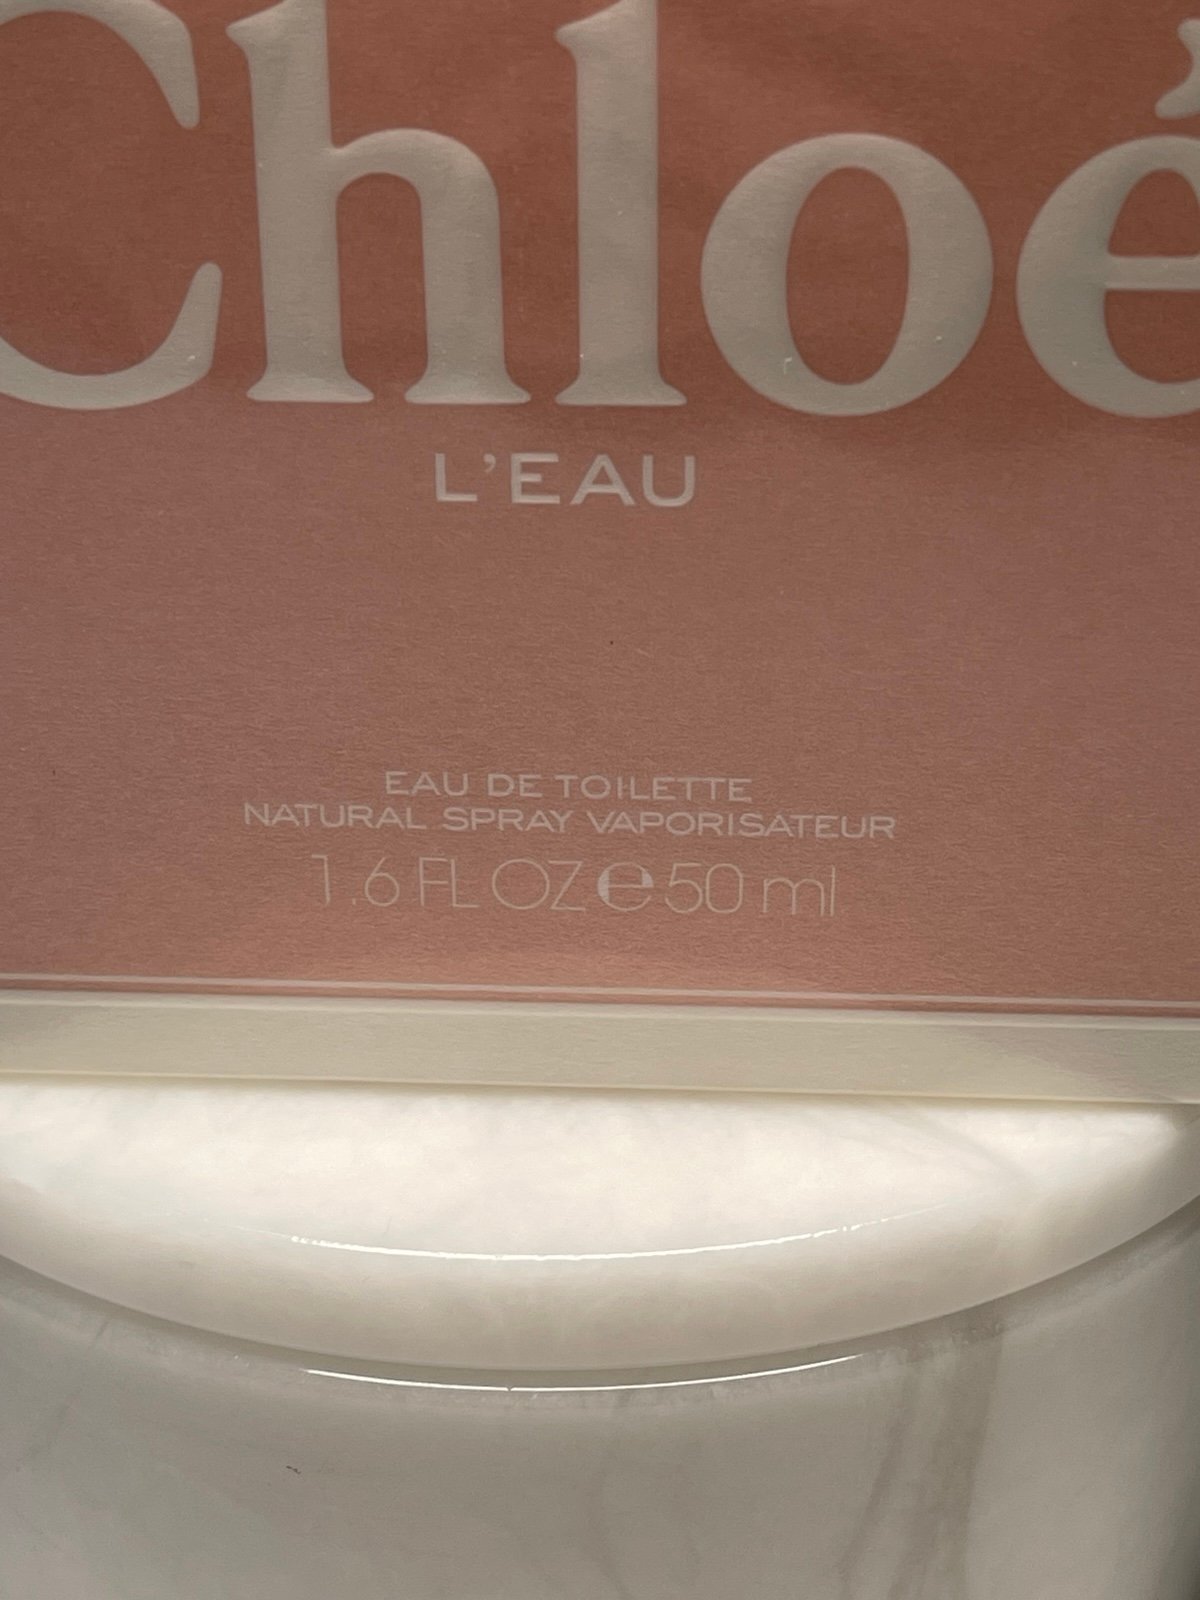 Chloé
L'EAU
EAU DE TOILETTE
NATURAL SPRAY VAPORISATEUR
1.6 FL OZ ℮ 50 ml